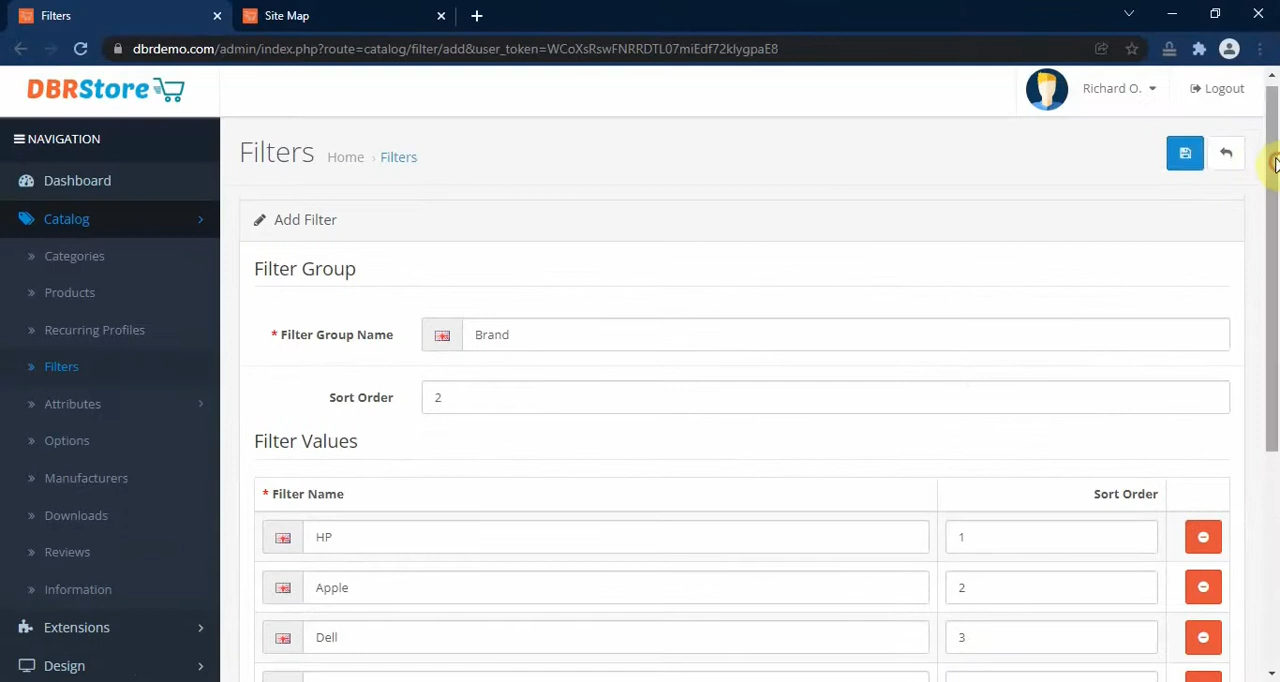 Filters
Site Map
dbrdemo.com/admin/index.php?route=catalog/filter/add&user_token=WCoXsRswFNRRDTL07miEdf72klygpaE8
DBRStore
Richard O.
Logout
NAVIGATION
Filters
Home › Filters
Dashboard
Catalog
Add Filter
Categories
Filter Group
Products
Recurring Profiles
* Filter Group Name
Brand
Filters
Attributes
Sort Order
2
Options
Filter Values
Manufacturers
* Filter Name
Sort Order
Downloads
HP
1
Reviews
Information
Apple
2
Extensions
Dell
3
Design